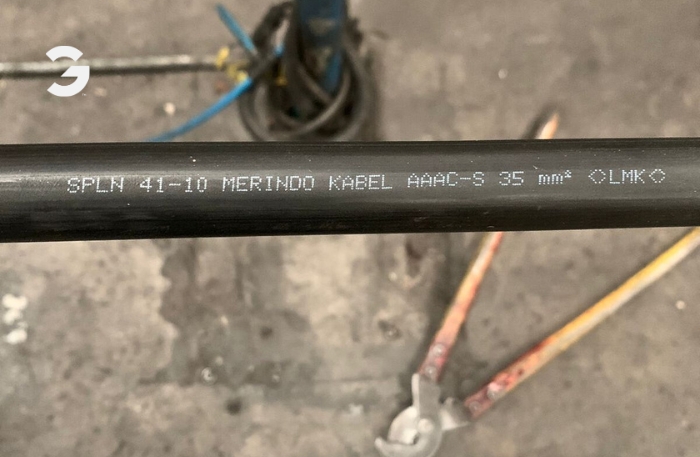 SPLN 41-10 MERINDO KABEL AAAC-S 35 mm² ◇LMK◇